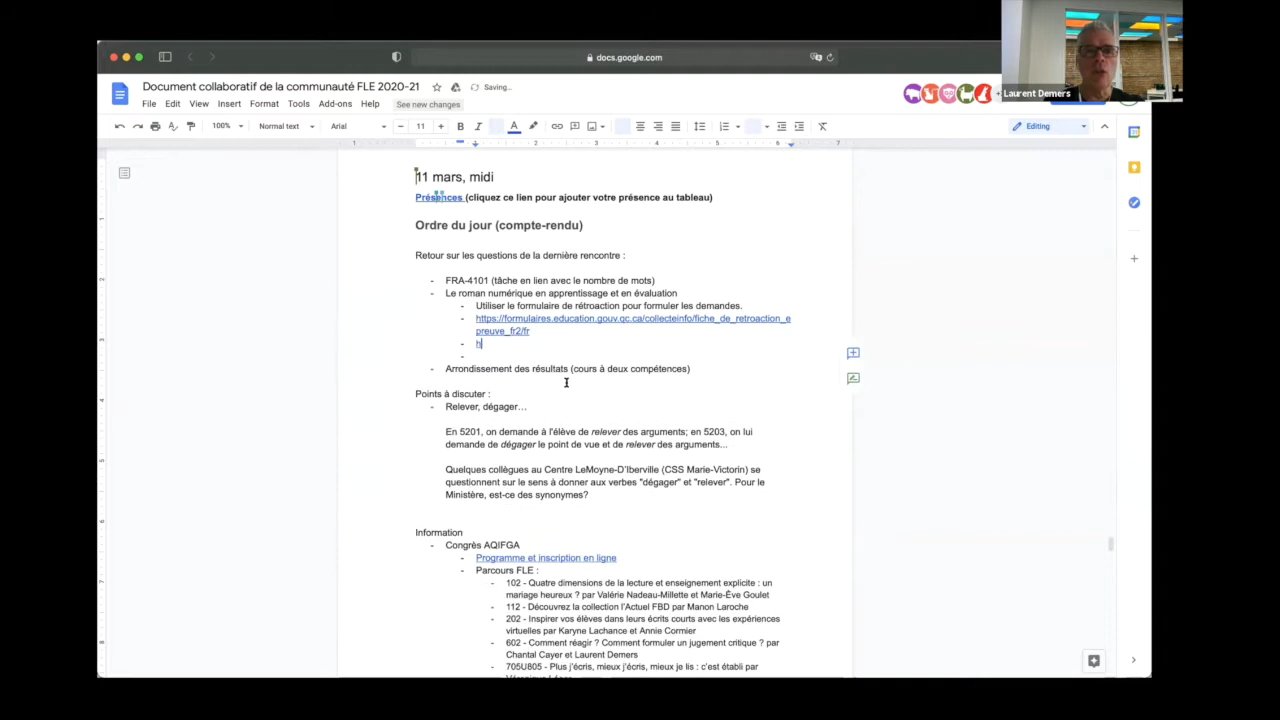 docs.google.com
Document collaboratif de la communauté FLE 2020-21
Saving...
File Edit View Insert Format Tools Add-ons Help See new changes
Laurent Demers
100% Normal text Arial 11 Editing
1 2 3 4 5 6 7
11 mars, midi
Présences (cliquez ce lien pour ajouter votre présence au tableau)
Ordre du jour (compte-rendu)
Retour sur les questions de la dernière rencontre :
- FRA-4101 (tâche en lien avec le nombre de mots)
- Le roman numérique en apprentissage et en évaluation
- Utiliser le formulaire de rétroaction pour formuler les demandes.
- https://formulaires.education.gouv.qc.ca/collecteinfo/fiche_de_retroaction_e
preuve_fr2/fr
- h
-
- Arrondissement des résultats (cours à deux compétences)
Points à discuter :
- Relever, dégager…
En 5201, on demande à l'élève de relever des arguments; en 5203, on lui
demande de dégager le point de vue et de relever des arguments...
Quelques collègues au Centre LeMoyne-D'Iberville (CSS Marie-Victorin) se
questionnent sur le sens à donner aux verbes "dégager" et "relever". Pour le
Ministère, est-ce des synonymes?
Information
- Congrès AQIFGA
- Programme et inscription en ligne
- Parcours FLE :
- 102 - Quatre dimensions de la lecture et enseignement explicite : un
mariage heureux ? par Valérie Nadeau-Millette et Marie-Ève Goulet
- 112 - Découvrez la collection l'Actuel FBD par Manon Laroche
- 202 - Inspirer vos élèves dans leurs écrits courts avec les expériences
virtuelles par Karyne Lachance et Annie Cormier
- 602 - Comment réagir ? Comment formuler un jugement critique ? par
Chantal Cayer et Laurent Demers
- 705U805 - Plus j'écris, mieux j'écris, mieux je lis : c'est établi par